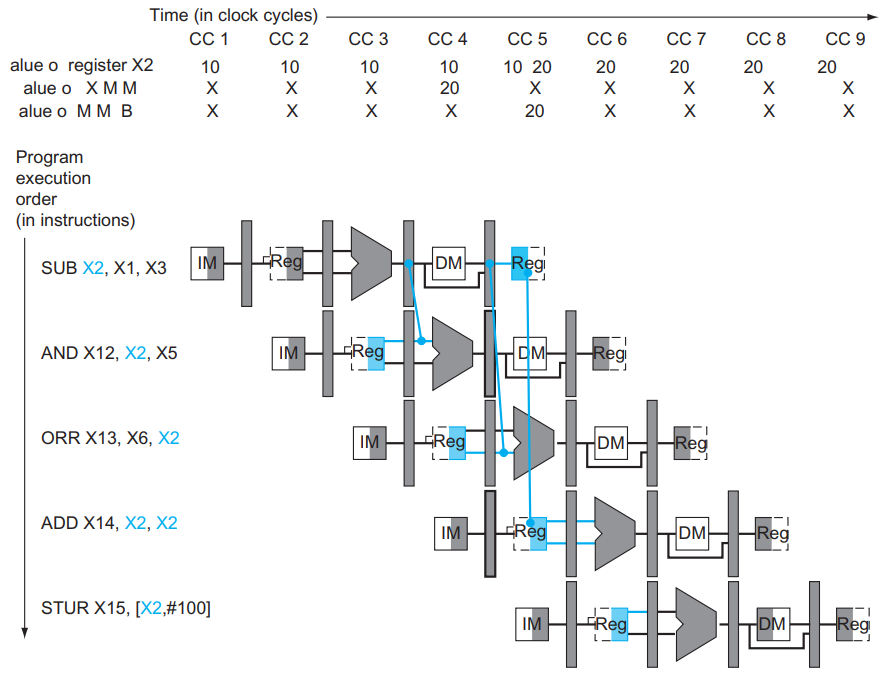 Time (in clock cycles)
CC 1 CC 2 CC 3 CC 4 CC 5 CC 6 CC 7 CC 8 CC 9
alue o register X2 10 10 10 10 10 20 20 20 20 20
alue o X M M X X X 20 X X X X X
alue o M M B X X X X 20 X X X X
Program
execution
order
(in instructions)
SUB X2, X1, X3
IM Reg DM Reg
AND X12, X2, X5
IM Reg DM Reg
ORR X13, X6, X2
IM Reg DM Reg
ADD X14, X2, X2
IM Reg DM Reg
STUR X15, [X2,#100]
IM Reg DM Reg